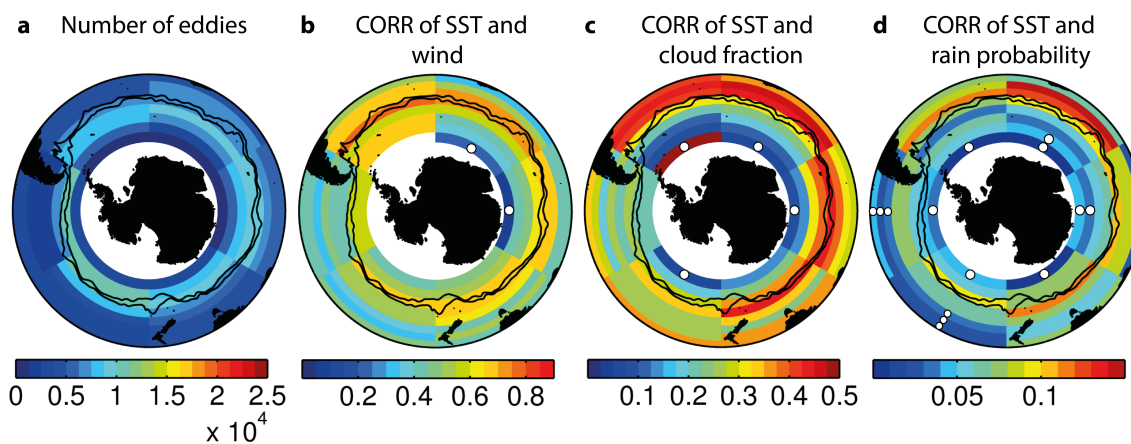 a Number of eddies
b CORR of SST and
wind
c CORR of SST and
cloud fraction
d CORR of SST and
rain probability
0 0.5 1 1.5 2 2.5
x 10^4
0.2 0.4 0.6 0.8
0.1 0.2 0.3 0.4 0.5
0.05 0.1